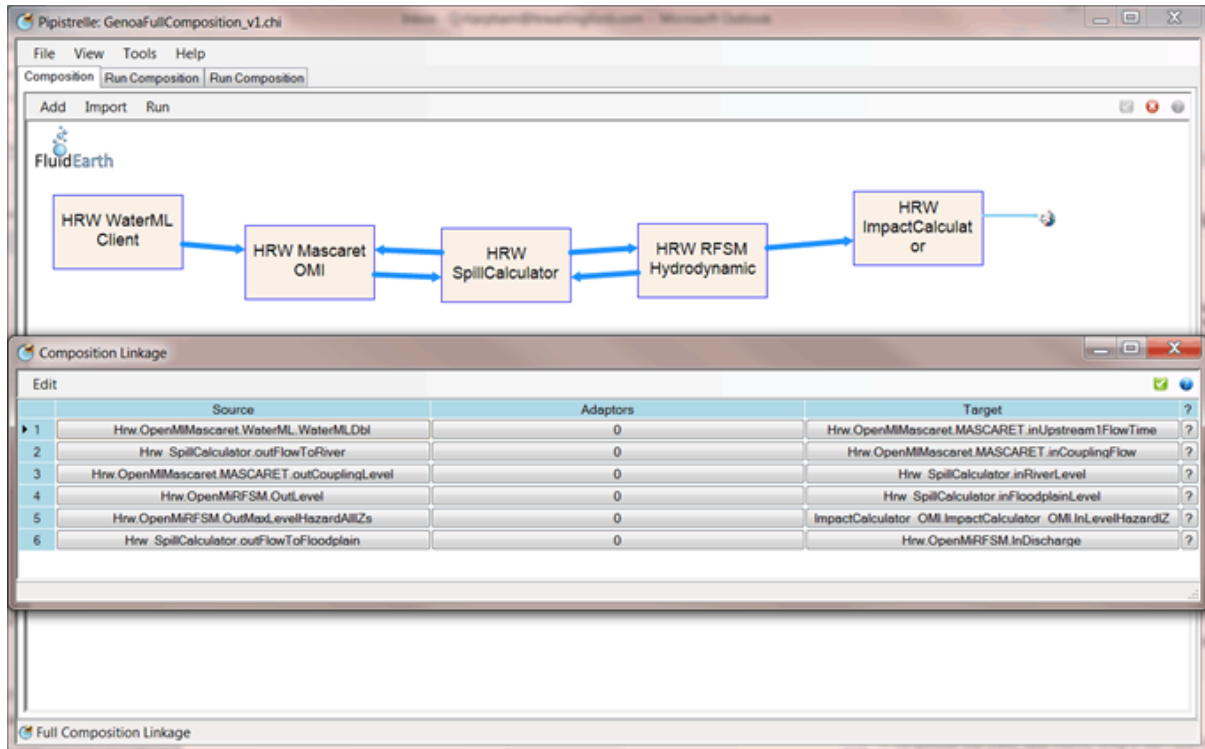 Pipistrelle: GenoaFullComposition_v1.chi
Microsoft Outlook
File View Tools Help
Composition Run Composition Run Composition
Add Import Run
FluidEarth
HRW WaterML
Client
HRW Mascaret
OMI
HRW
SpillCalculator
HRW RFSM
Hydrodynamic
HRW
ImpactCalculat
or
Composition Linkage
Edit
Source Adaptors Target ?
1 Hrw.OpenMIMascaret.WaterML.WaterMLDbl 0 Hrw.OpenMIMascaret.MASCARET.inUpstream1FlowTime ?
2 Hrw SpillCalculator.outFlowToRiver 0 Hrw.OpenMIMascaret.MASCARET.inCouplingFlow ?
3 Hrw.OpenMIMascaret.MASCARET.outCouplingLevel 0 Hrw SpillCalculator.inRiverLevel ?
4 Hrw.OpenMiRFSM.OutLevel 0 Hrw SpillCalculator.inFloodplainLevel ?
5 Hrw.OpenMiRFSM.OutMaxLevelHazardAllIZs 0 ImpactCalculator OMI.ImpactCalculator OMI.InLevelHazardIZ ?
6 Hrw SpillCalculator.outFlowToFloodplain 0 Hrw.OpenMiRFSM.InDischarge ?
Full Composition Linkage